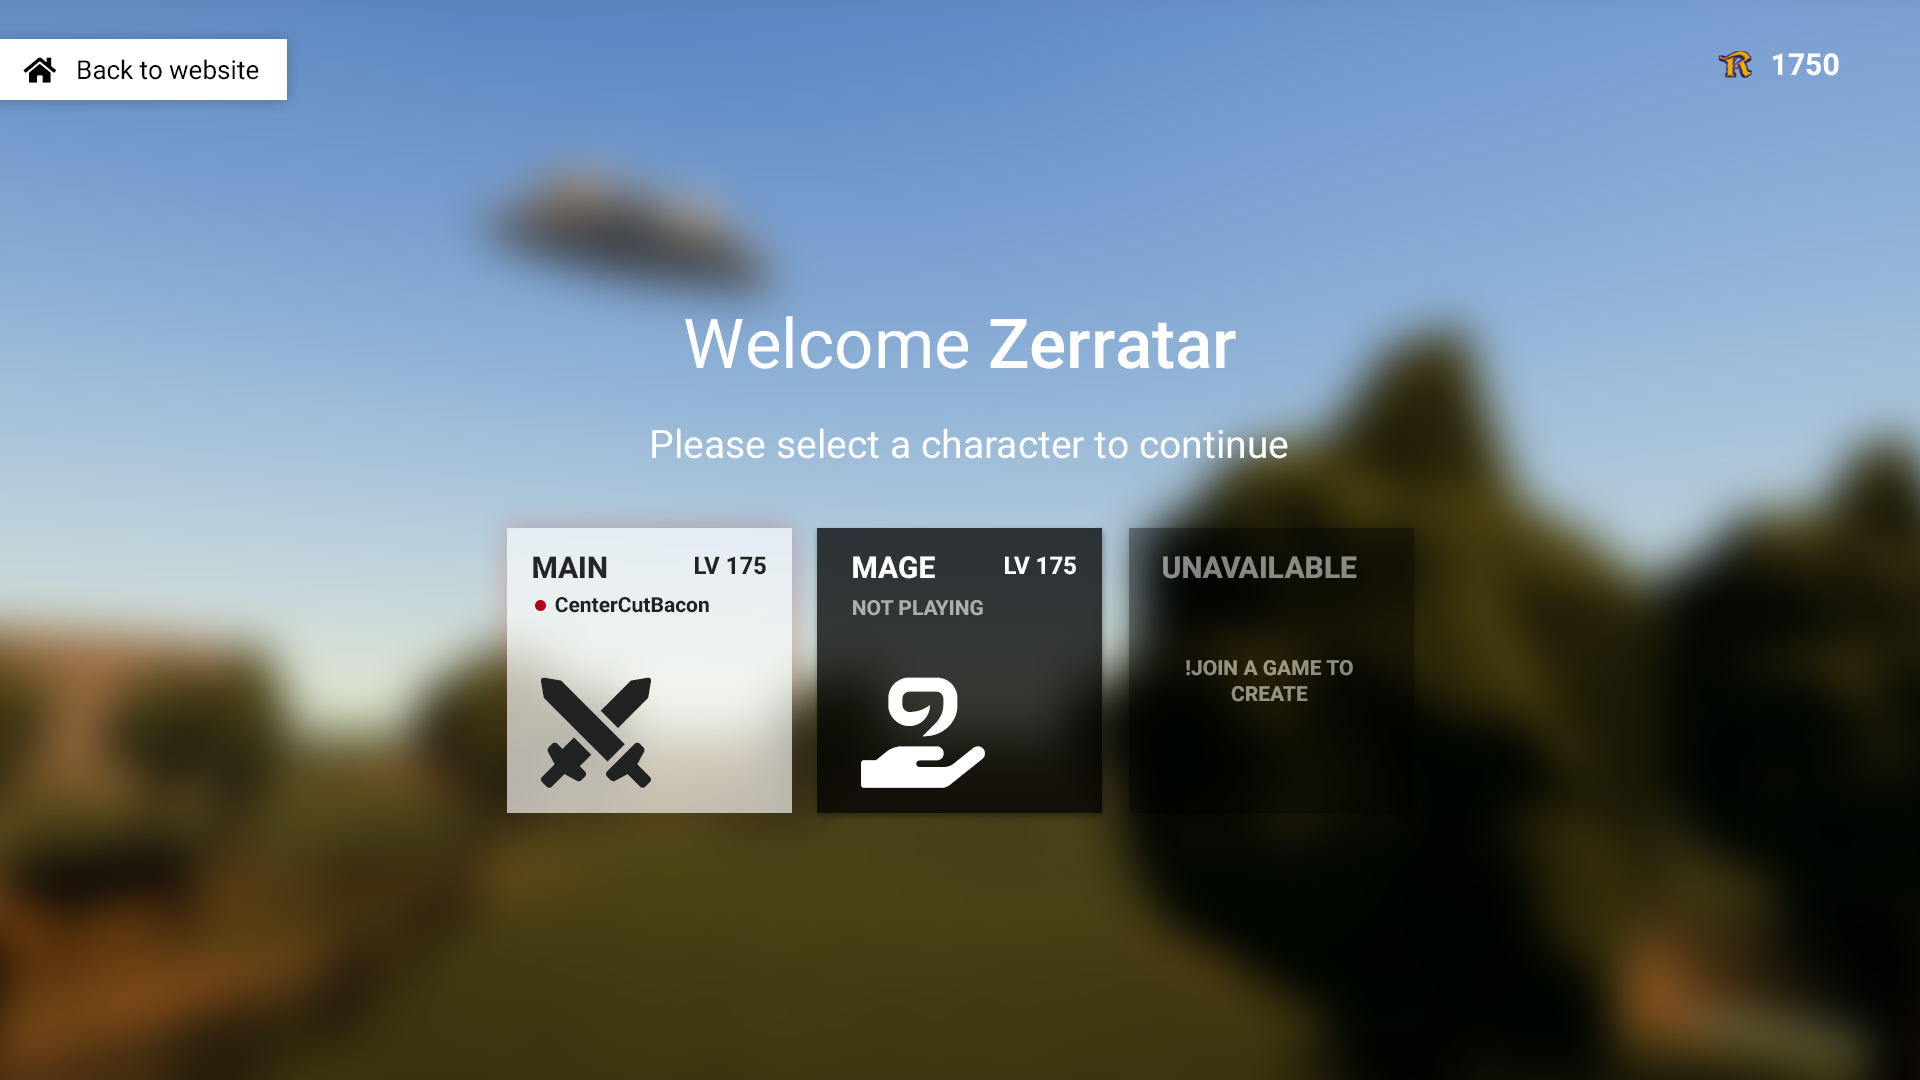 Back to website
1750
Welcome Zerratar
Please select a character to continue
MAIN LV 175
CenterCutBacon
MAGE LV 175
NOT PLAYING
UNAVAILABLE
!JOIN A GAME TO
CREATE